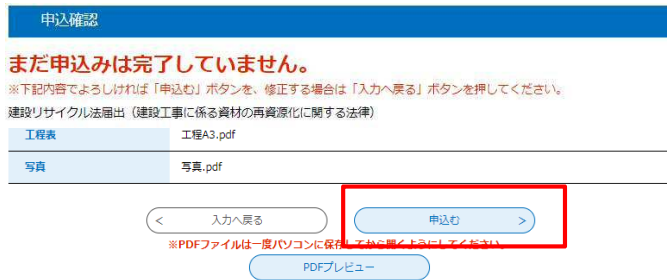 申込確認
まだ申込みは完了していません。
※下記内容でよろしければ「申込む」ボタンを、修正する場合は「入力へ戻る」ボタンを押してください。
建設リサイクル法届出（建設工事に係る資材の再資源化に関する法律）
工程表 工程A3.pdf
写真 写真.pdf
< 入力へ戻る 申込む >
※PDFファイルは一度パソコンに保存してから開くようにしてください。
PDFプレビュー